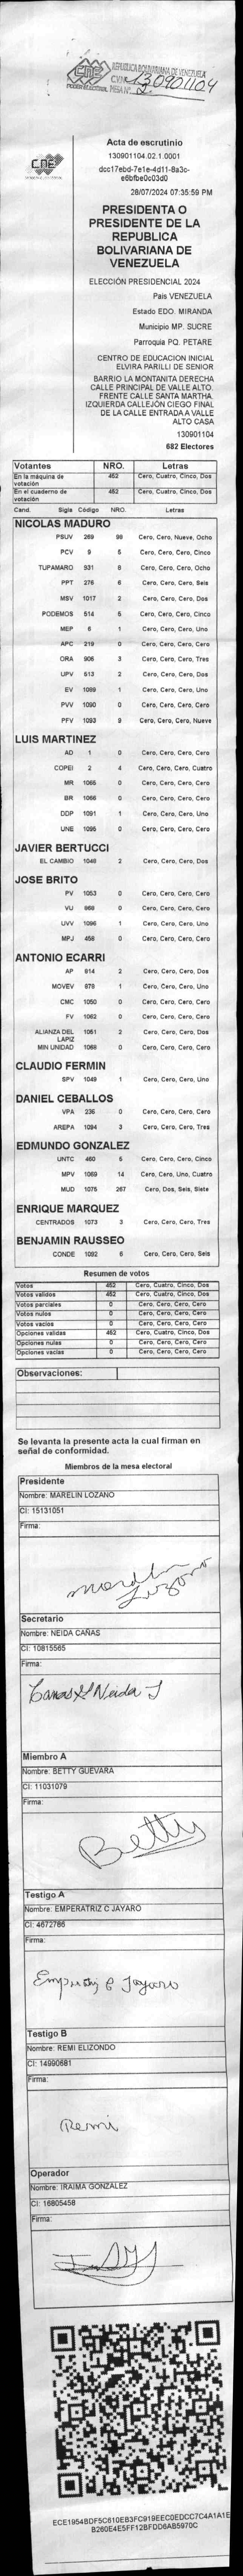 CNE
PODER ELECTORAL
REPUBLICA BOLIVARIANA DE VENEZUELA
CVN° 130901104
MESA N° 2
CNE
Acta de escrutinio
130901104.02.1.0001
dcc17ebd-7e1e-4d11-8a3c-
e6bfbe0c03d0
28/07/2024 07:35:59 PM
PRESIDENTA O
PRESIDENTE DE LA
REPUBLICA
BOLIVARIANA DE
VENEZUELA
ELECCIÓN PRESIDENCIAL 2024
País VENEZUELA
Estado EDO. MIRANDA
Municipio MP. SUCRE
Parroquia PQ. PETARE
CENTRO DE EDUCACION INICIAL
ELVIRA PARILLI DE SENIOR
BARRIO LA MONTANITA DERECHA
CALLE PRINCIPAL DE VALLE ALTO.
FRENTE CALLE SANTA MARTHA.
IZQUIERDA CALLEJON CIEGO FINAL
DE LA CALLE ENTRADA A VALLE
ALTO CASA
130901104
682 Electores
Votantes NRO. Letras
En la máquina de votación 452 Cero, Cuatro, Cinco, Dos
En el cuaderno de votación 452 Cero, Cuatro, Cinco, Dos
Cand. Sigla Código NRO. Letras
NICOLAS MADURO
PSUV 269 98 Cero, Cero, Nueve, Ocho
PCV 9 5 Cero, Cero, Cero, Cinco
TUPAMARO 931 8 Cero, Cero, Cero, Ocho
PPT 276 6 Cero, Cero, Cero, Seis
MSV 1017 2 Cero, Cero, Cero, Dos
PODEMOS 514 5 Cero, Cero, Cero, Cinco
MEP 6 1 Cero, Cero, Cero, Uno
APC 219 0 Cero, Cero, Cero, Cero
ORA 906 3 Cero, Cero, Cero, Tres
UPV 513 2 Cero, Cero, Cero, Dos
EV 1099 1 Cero, Cero, Cero, Uno
PVV 1090 0 Cero, Cero, Cero, Cero
PFV 1093 9 Cero, Cero, Cero, Nueve
LUIS MARTINEZ
AD 1 0 Cero, Cero, Cero, Cero
COPEI 2 4 Cero, Cero, Cero, Cuatro
MR 1065 0 Cero, Cero, Cero, Cero
BR 1066 0 Cero, Cero, Cero, Cero
DDP 1091 1 Cero, Cero, Cero, Uno
UNE 1095 0 Cero, Cero, Cero, Cero
JAVIER BERTUCCI
EL CAMBIO 1048 2 Cero, Cero, Cero, Dos
JOSE BRITO
PV 1053 0 Cero, Cero, Cero, Cero
VU 968 0 Cero, Cero, Cero, Cero
UVV 1096 1 Cero, Cero, Cero, Uno
MPJ 458 0 Cero, Cero, Cero, Cero
ANTONIO ECARRI
AP 914 2 Cero, Cero, Cero, Dos
MOVEV 979 1 Cero, Cero, Cero, Uno
CMC 1050 0 Cero, Cero, Cero, Cero
FV 1062 0 Cero, Cero, Cero, Cero
ALIANZA DEL LAPIZ 1051 2 Cero, Cero, Cero, Dos
MIN UNIDAD 1068 0 Cero, Cero, Cero, Cero
CLAUDIO FERMIN
SPV 1049 1 Cero, Cero, Cero, Uno
DANIEL CEBALLOS
VPA 235 0 Cero, Cero, Cero, Cero
AREPA 1094 3 Cero, Cero, Cero, Tres
EDMUNDO GONZALEZ
UNTC 460 5 Cero, Cero, Cero, Cinco
MPV 1069 14 Cero, Cero, Uno, Cuatro
MUD 1075 267 Cero, Dos, Seis, Siete
ENRIQUE MARQUEZ
CENTRADOS 1073 3 Cero, Cero, Cero, Tres
BENJAMIN RAUSSEO
CONDE 1092 6 Cero, Cero, Cero, Seis
Resumen de votos
Votos 452 Cero, Cuatro, Cinco, Dos
Votos validos 452 Cero, Cuatro, Cinco, Dos
Votos parciales 0 Cero, Cero, Cero, Cero
Votos nulos 0 Cero, Cero, Cero, Cero
Votos vacios 0 Cero, Cero, Cero, Cero
Opciones validas 452 Cero, Cuatro, Cinco, Dos
Opciones nulas 0 Cero, Cero, Cero, Cero
Opciones vacias 0 Cero, Cero, Cero, Cero
Observaciones:
Se levanta la presente acta la cual firman en
señal de conformidad.
Miembros de la mesa electoral
Presidente
Nombre: MARELIN LOZANO
CI: 15131051
Firma:
Lozano
Secretario
Nombre: NEIDA CAÑAS
CI: 10815565
Firma:
Neida J
Miembro A
Nombre: BETTY GUEVARA
CI: 11031079
Firma:
Betty
Testigo A
Nombre: EMPERATRIZ C JAYARO
CI: 4672786
Firma:
Testigo B
Nombre: REMI ELIZONDO
CI: 14990681
Firma:
Remi
Operador
Nombre: IRAIMA GONZALEZ
CI: 16805458
Firma:
ECE1954BDF5C610EB3FC919EEC0EDCC7C4A1A1E
B260E4E5FF12BFDD6AB5970C